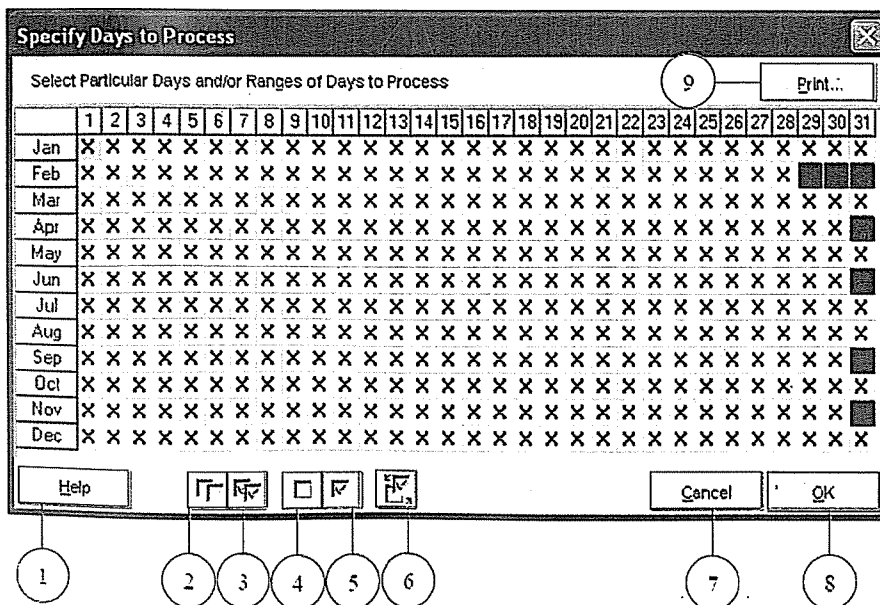 Specify Days to Process
Select Particular Days and/or Ranges of Days to Process
9
Print...
1 2 3 4 5 6 7 8 9 10 11 12 13 14 15 16 17 18 19 20 21 22 23 24 25 26 27 28 29 30 31
Jan X X X X X X X X X X X X X X X X X X X X X X X X X X X X X X X
Feb X X X X X X X X X X X X X X X X X X X X X X X X X X X X
Mar X X X X X X X X X X X X X X X X X X X X X X X X X X X X X X X
Apr X X X X X X X X X X X X X X X X X X X X X X X X X X X X X X
May X X X X X X X X X X X X X X X X X X X X X X X X X X X X X X X
Jun X X X X X X X X X X X X X X X X X X X X X X X X X X X X X X
Jul X X X X X X X X X X X X X X X X X X X X X X X X X X X X X X X
Aug X X X X X X X X X X X X X X X X X X X X X X X X X X X X X X X
Sep X X X X X X X X X X X X X X X X X X X X X X X X X X X X X X
Oct X X X X X X X X X X X X X X X X X X X X X X X X X X X X X X X
Nov X X X X X X X X X X X X X X X X X X X X X X X X X X X X X X
Dec X X X X X X X X X X X X X X X X X X X X X X X X X X X X X X X
Help Cancel OK
1 2 3 4 5 6 7 8